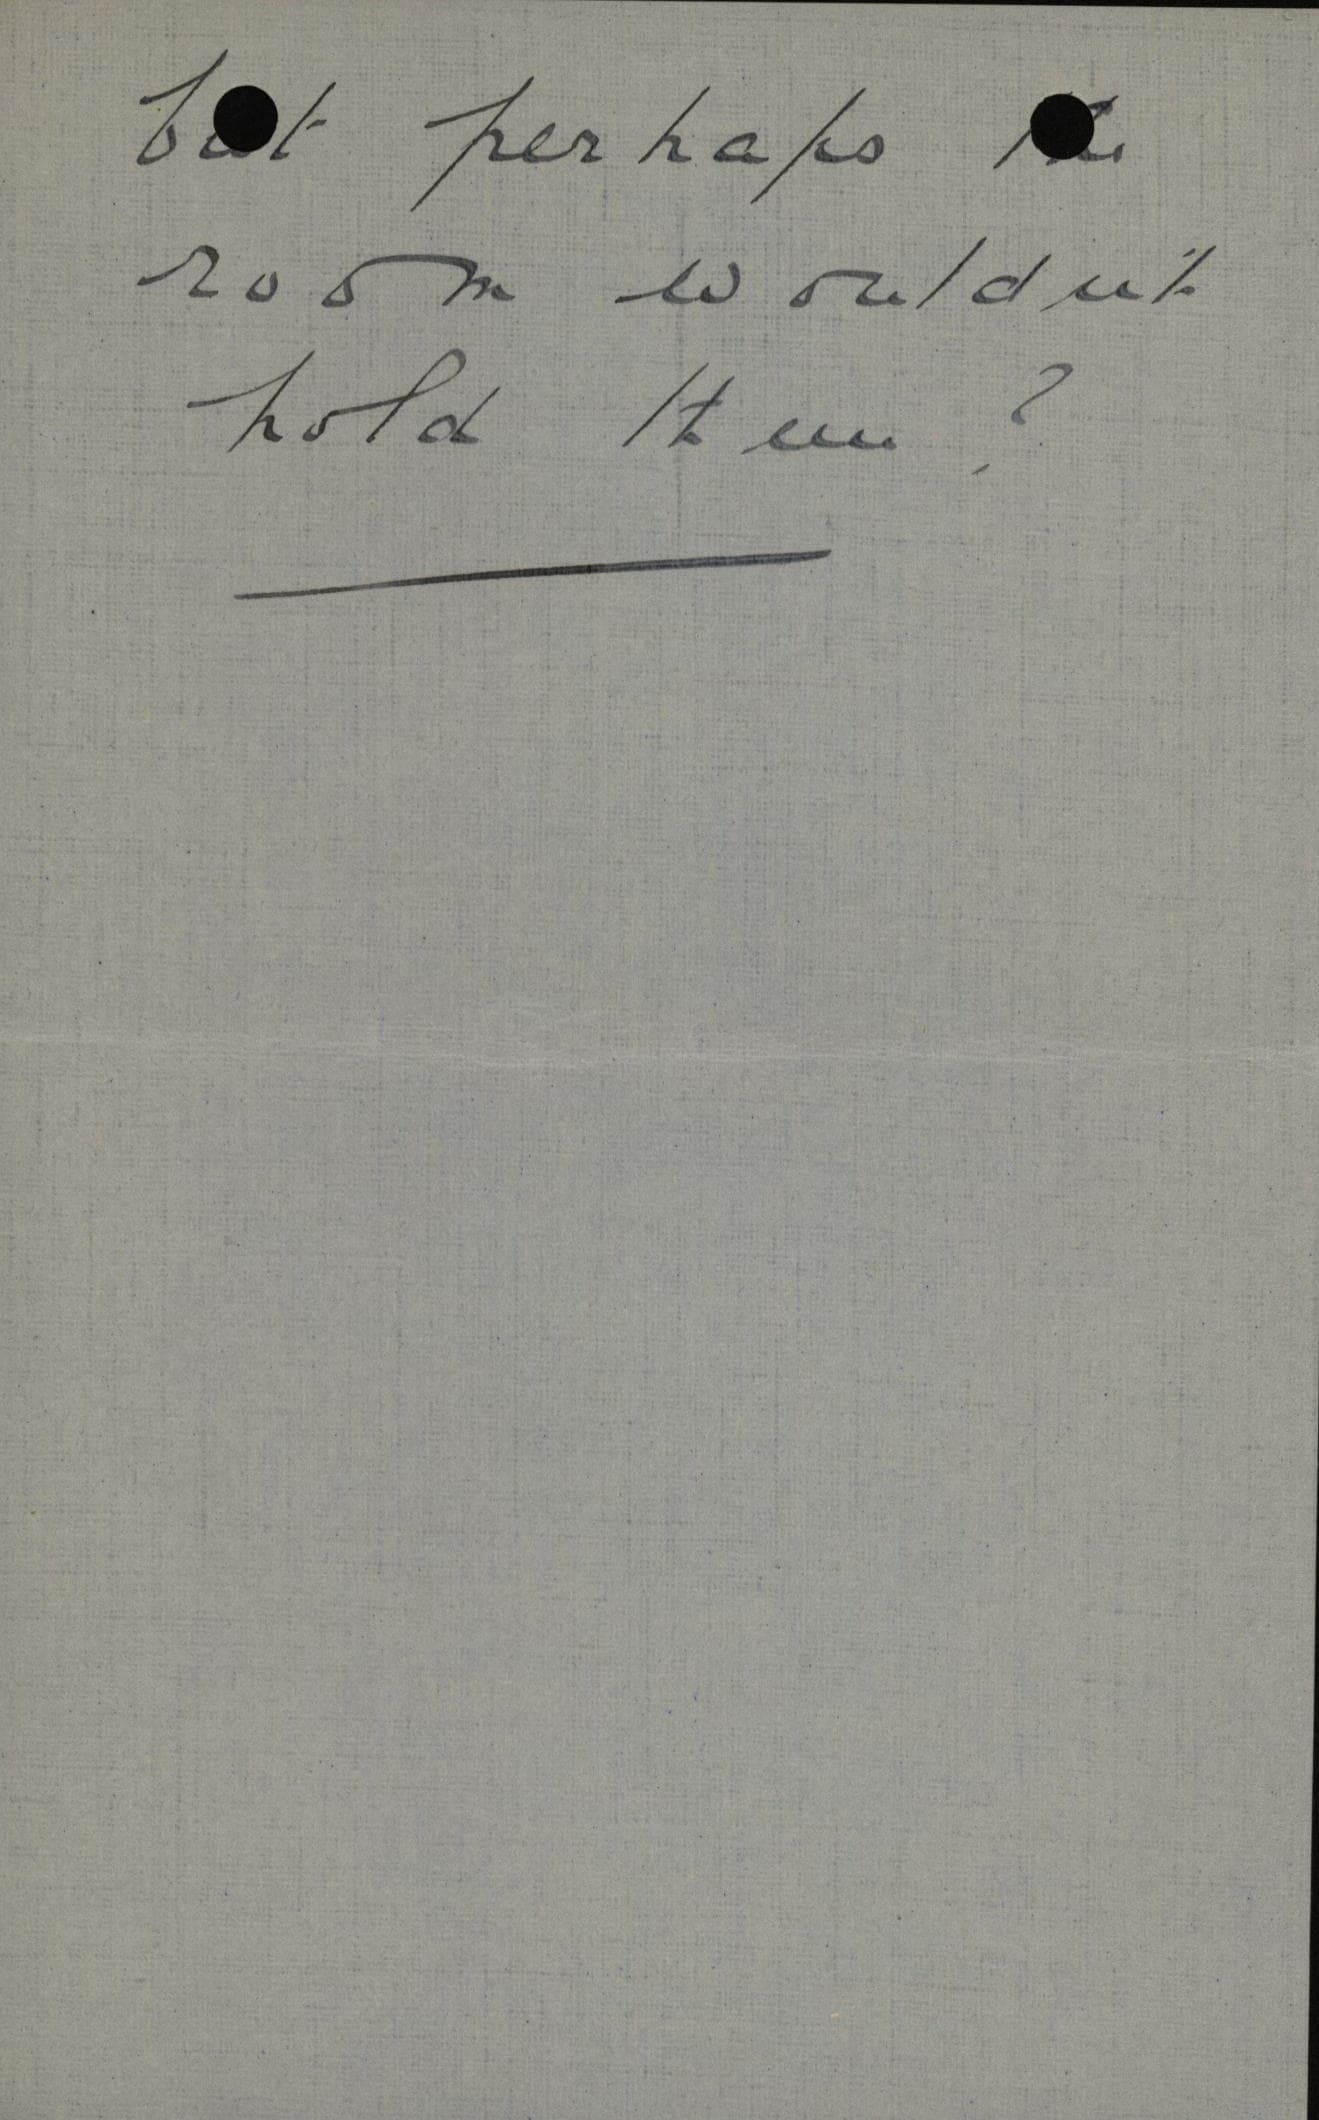 but perhaps the
room wouldn't
hold them?